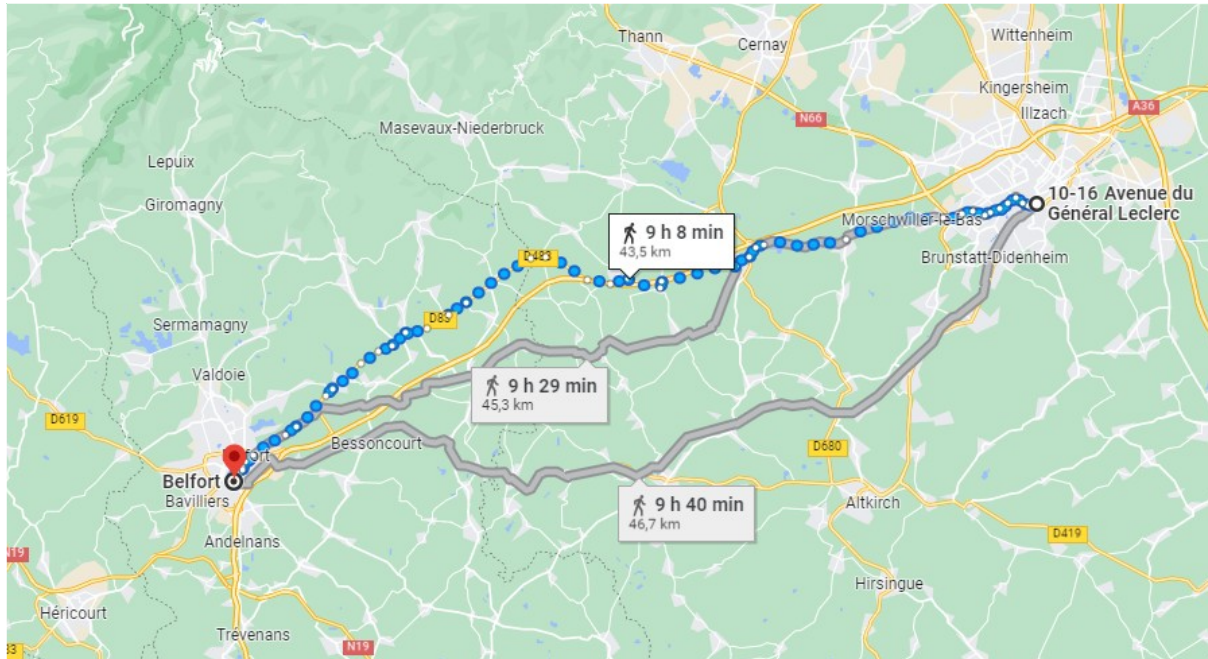 Wittenheim
Thann
Cernay
Kingersheim
A36
Illzach
N66
Masevaux-Niederbruck
Lepuix
Giromagny
10-16 Avenue du
Général Leclerc
Morschwiller-le-Bas
9 h 8 min
43,5 km
D483
Brunstatt-Didenheim
Sermamagny
Valdoie
9 h 29 min
45,3 km
D619
Bessoncourt
D680
Belfort
Bavilliers
9 h 40 min
46,7 km
Altkirch
Andelnans
D419
N19
Hirsingue
Héricourt
Trévenans
N19